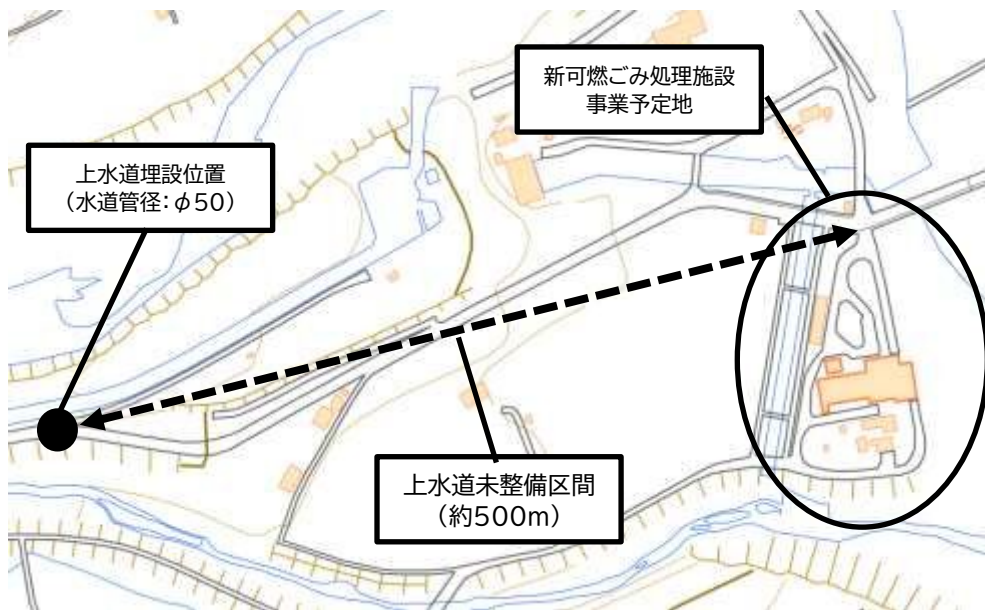 新可燃ごみ処理施設
事業予定地
上水道埋設位置
（水道管径：φ50）
上水道未整備区間
（約500m）